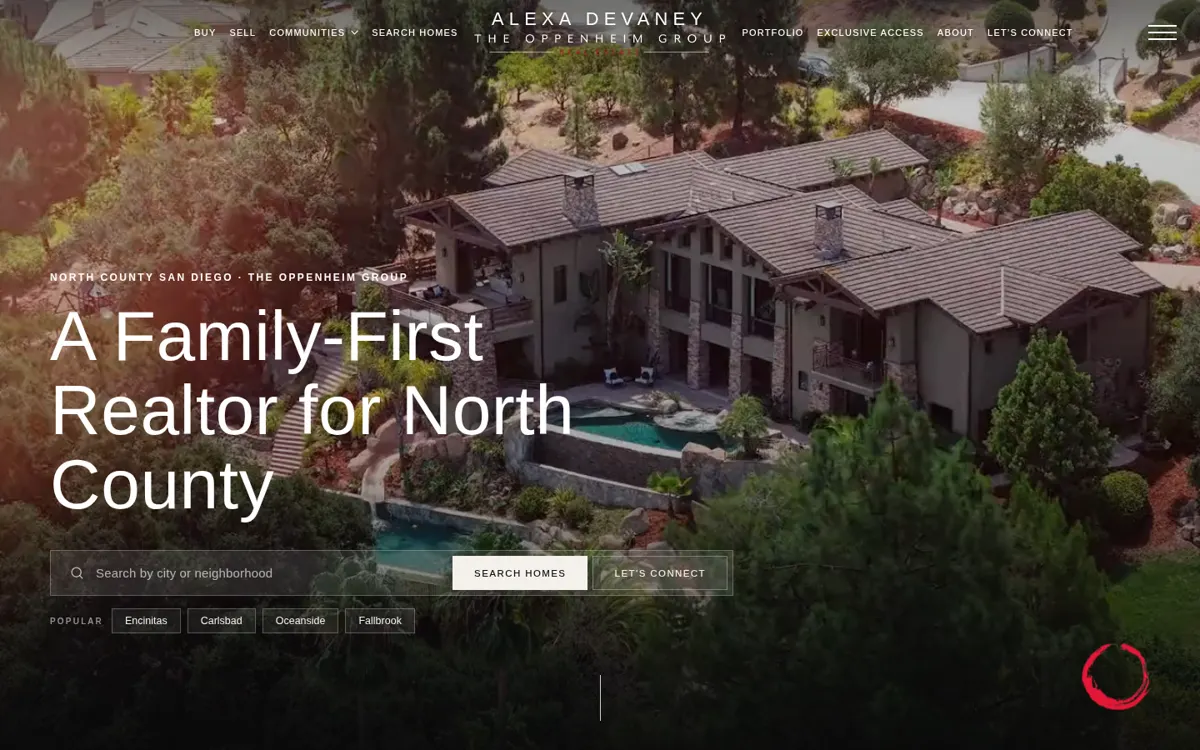 BUY
SELL
COMMUNITIES
SEARCH HOMES
ALEXA DEVANEY
THE OPPENHEIM GROUP
PORTFOLIO
EXCLUSIVE ACCESS
ABOUT
LET'S CONNECT
NORTH COUNTY SAN DIEGO · THE OPPENHEIM GROUP
A Family-First
Realtor for North
County
Search by city or neighborhood
SEARCH HOMES
LET'S CONNECT
POPULAR
Encinitas
Carlsbad
Oceanside
Fallbrook